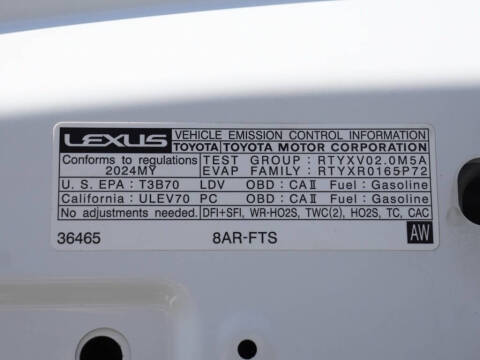 LEXUS VEHICLE EMISSION CONTROL INFORMATION
TOYOTA TOYOTA MOTOR CORPORATION
Conforms to regulations TEST GROUP : RTYXV02.0M5A
2024MY EVAP FAMILY : RTYXR0165P72
U. S. EPA : T3B70 LDV OBD : CAⅡ Fuel : Gasoline
California : ULEV70 PC OBD : CAⅡ Fuel : Gasoline
No adjustments needed. DFI+SFI, WR-HO2S, TWC(2), HO2S, TC, CAC
36465 8AR-FTS AW